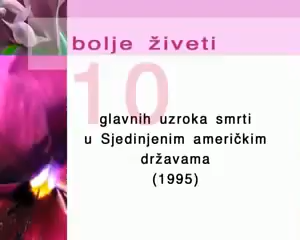 bolje živeti
10
glavnih uzroka smrti
u Sjedinjenim američkim
državama
(1995)